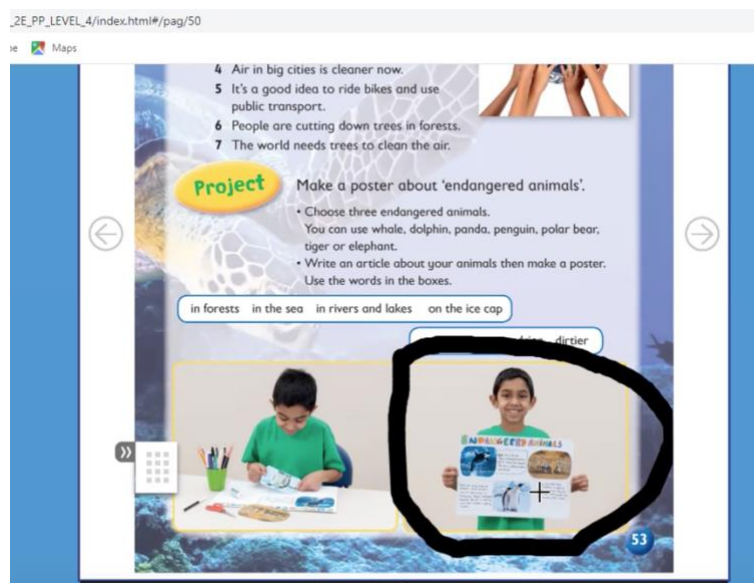 _2E_PP_LEVEL_4/index.html#/pag/50
Maps
4 Air in big cities is cleaner now.
5 It's a good idea to ride bikes and use
public transport.
6 People are cutting down trees in forests.
7 The world needs trees to clean the air.
Project
Make a poster about 'endangered animals'.
• Choose three endangered animals.
You can use whale, dolphin, panda, penguin, polar bear,
tiger or elephant.
• Write an article about your animals then make a poster.
Use the words in the boxes.
in forests in the sea in rivers and lakes on the ice cap
dirtier
ENDANGERED ANIMALS
53